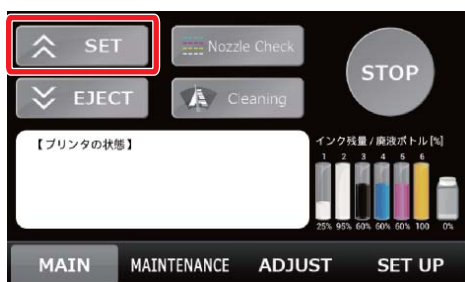 SET
Nozzle Check
STOP
EJECT
Cleaning
【プリンタの状態】
インク残量/廃液ボトル[%]
1 2 3 4 5 6
25% 95% 60% 60% 60% 100 0%
MAIN MAINTENANCE ADJUST SET UP